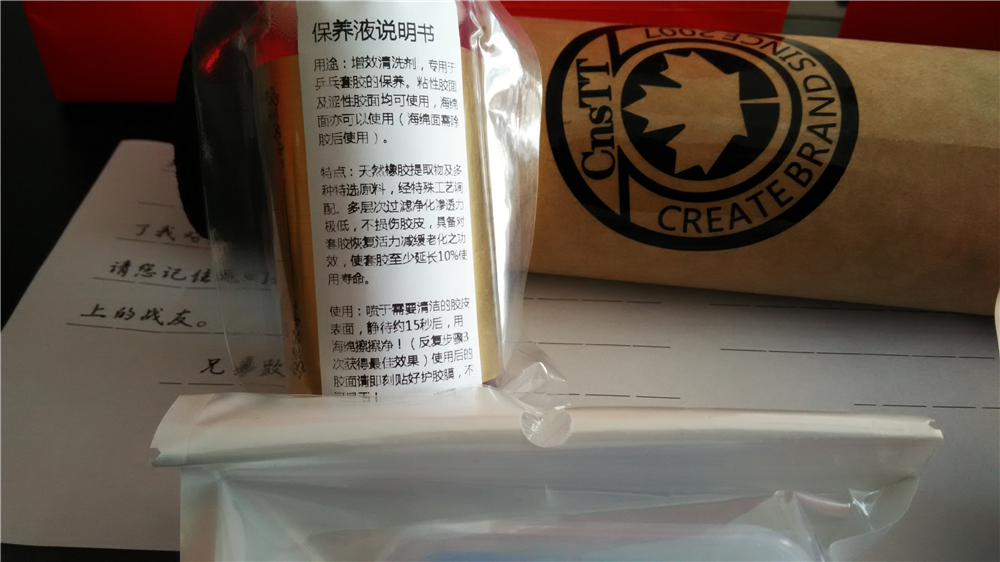 保养液说明书
用途：增效清洗剂，专用于
乒乓套胶的保养。粘性胶面
及涩性胶面均可使用，海绵
面亦可以使用（海绵面需除
胶后使用）。
特点：天然橡胶提取物及多
种特选原料，经特殊工艺调
配。多层次过滤净化渗透力
极低，不损伤胶皮，具备对
套胶恢复活力减缓老化之功
效，使套胶至少延长10%使
用寿命。
使用：喷于需要清洁的胶皮
表面，静待约15秒后，用
海绵擦擦净！（反复步骤3
次获得最佳效果）使用后的
胶面请即刻贴好护胶膜，不
CnsTT
SINCE 2007
CREATE BRAND
了我
请您记住
上的战友。
兄